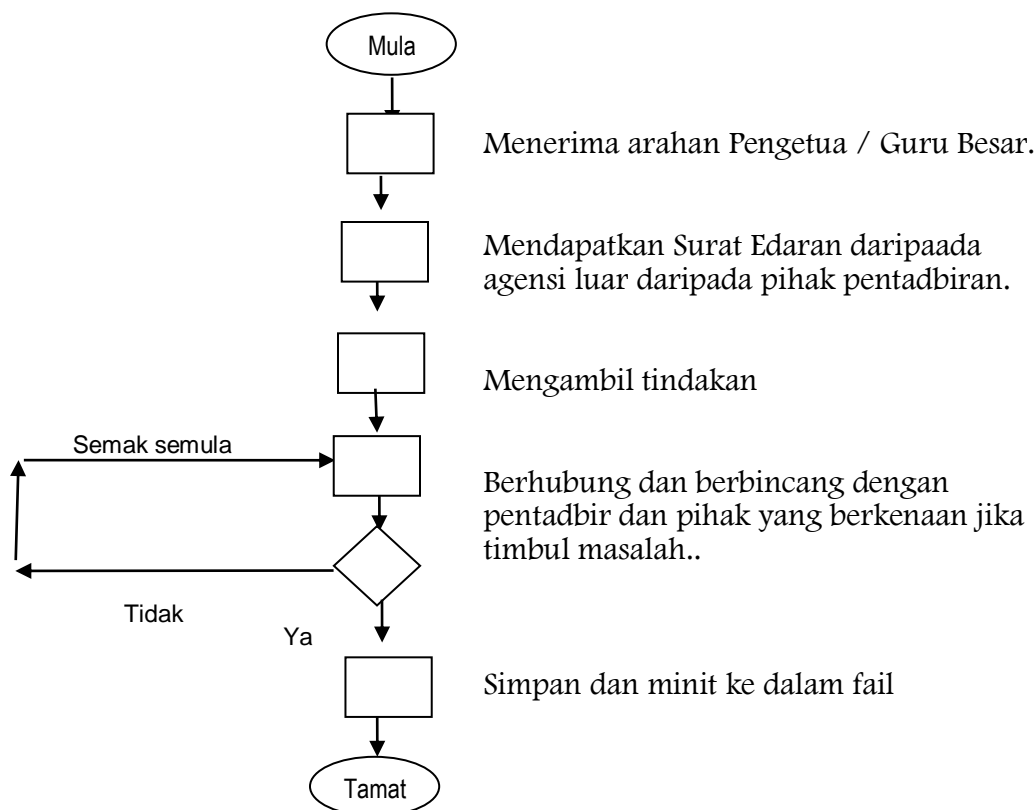 Mula
Menerima arahan Pengetua / Guru Besar.
Mendapatkan Surat Edaran daripaada
agensi luar daripada pihak pentadbiran.
Mengambil tindakan
Semak semula
Berhubung dan berbincang dengan
pentadbir dan pihak yang berkenaan jika
timbul masalah..
Tidak
Ya
Simpan dan minit ke dalam fail
Tamat